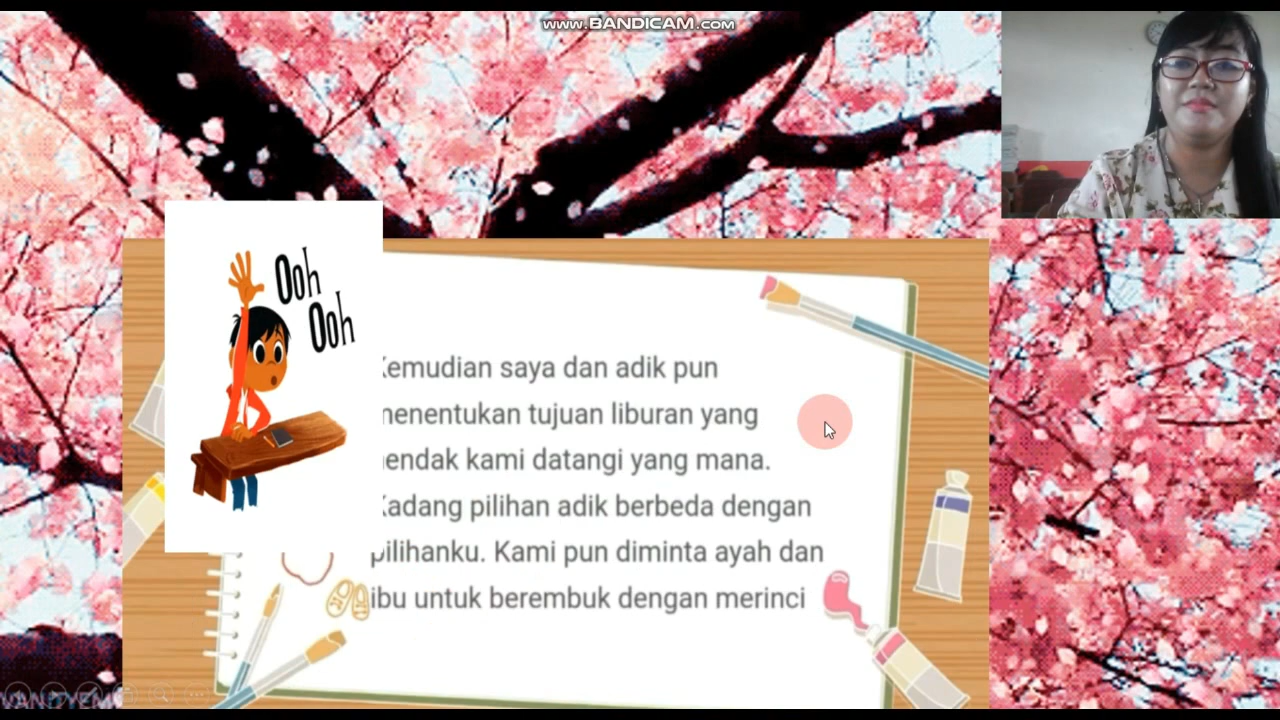 www.BANDICAM.com
Ooh
Ooh
Kemudian saya dan adik pun
menentukan tujuan liburan yang
hendak kami datangi yang mana.
Kadang pilihan adik berbeda dengan
pilihanku. Kami pun diminta ayah dan
ibu untuk berembuk dengan merinci